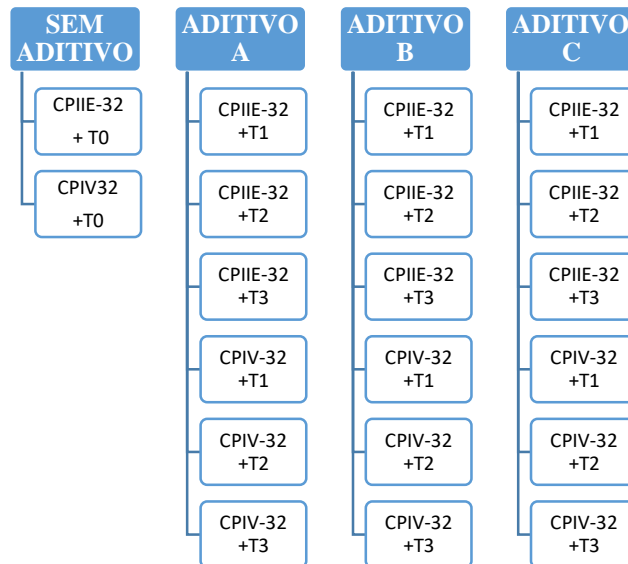 SEM
ADITIVO
CPIIE-32
+ T0
CPIV32
+T0
ADITIVO
A
CPIIE-32
+T1
CPIIE-32
+T2
CPIIE-32
+T3
CPIV-32
+T1
CPIV-32
+T2
CPIV-32
+T3
ADITIVO
B
CPIIE-32
+T1
CPIIE-32
+T2
CPIIE-32
+T3
CPIV-32
+T1
CPIV-32
+T2
CPIV-32
+T3
ADITIVO
C
CPIIE-32
+T1
CPIIE-32
+T2
CPIIE-32
+T3
CPIV-32
+T1
CPIV-32
+T2
CPIV-32
+T3